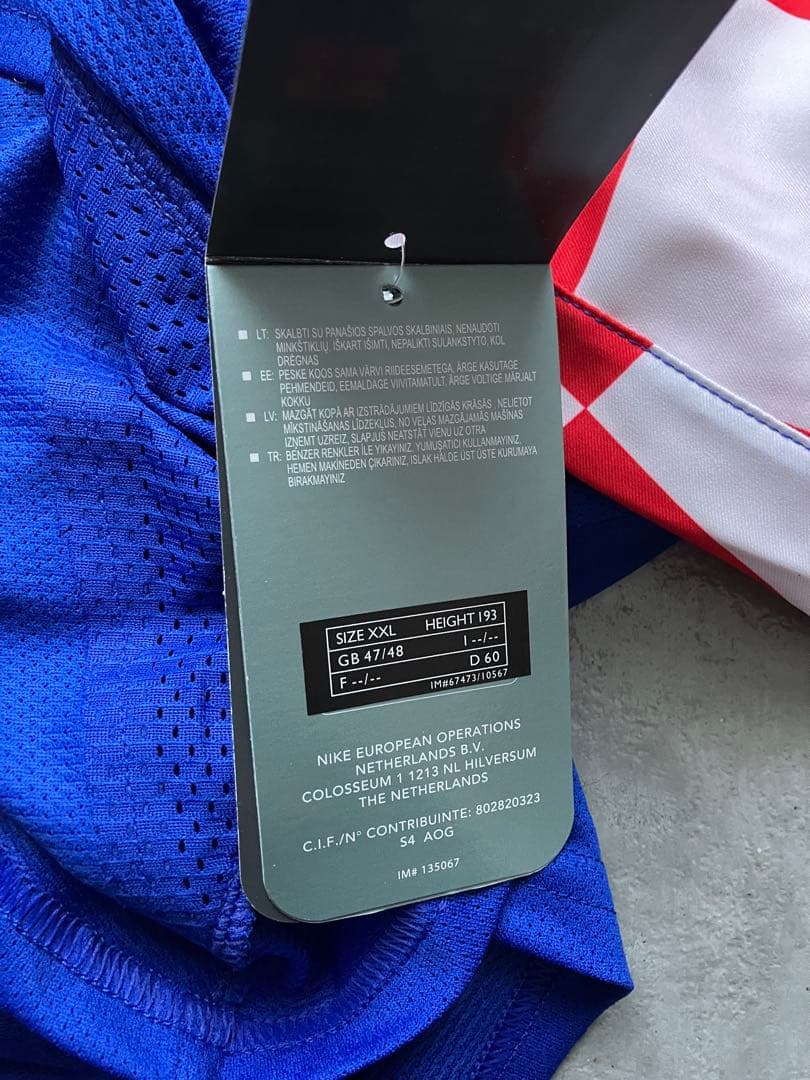 LT: SKALBTI SU PANAŠIOS SPALVOS SKALBINIAIS, NENAUDOTI
MINKŠTIKLIŲ, IŠKART IŠIMTI, NEPALIKTI SULANKSTYTO, KOL
DRĖGNAS
EE: PESKE KOOS SAMA VÄRVI RIIDEESEMETEGA, ÄRGE KASUTAGE
PEHMENDEID, EEMALDAGE VIIVITAMATULT, ÄRGE VOLTIGE MÄRJALT
KOKKU
LV: MAZGĀT KOPĀ AR IZSTRĀDĀJUMIEM LĪDZĪGĀS KRĀSĀS , NELIETOT
MĪKSTINĀŠANAS LĪDZEKĻUS, NO VEĻAS MAZGĀJAMĀS MAŠĪNAS
IZŅEMT UZREIZ, SLAPJUS NEATSTĀT VIENU UZ OTRA
TR: BENZER RENKLER İLE YIKAYINIZ, YUMUŞATICI KULLANMAYINIZ,
HEMEN MAKİNEDEN ÇIKARINIZ, ISLAK HÂLDE ÜST ÜSTE KURUMAYA
BIRAKMAYINIZ
SIZE XXL HEIGHT 193
GB 47/48 I --/--
F --/-- D 60
IM#67473/10567
NIKE EUROPEAN OPERATIONS
NETHERLANDS B.V.
COLOSSEUM 1 1213 NL HILVERSUM
THE NETHERLANDS
C.I.F./N° CONTRIBUINTE: 802820323
S4 AOG
IM# 135067